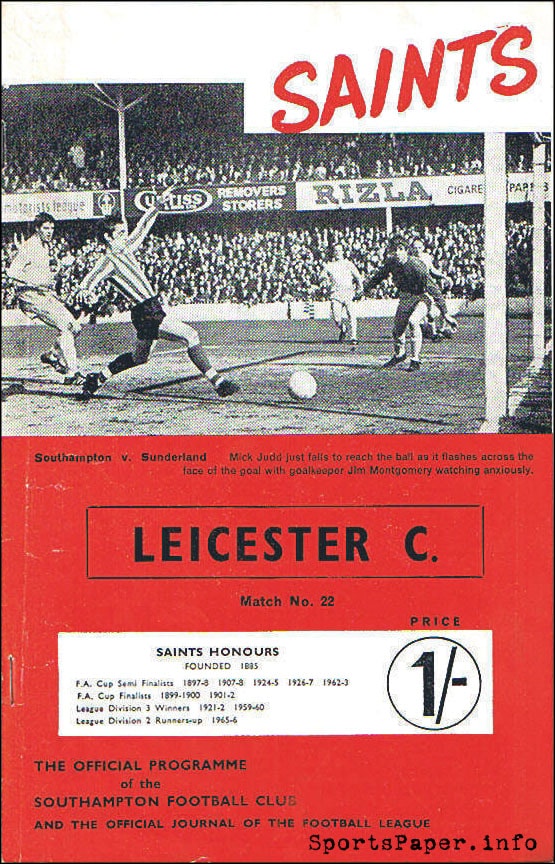 SAINTS
motorists league
CURTISS
REMOVERS
STORERS
RIZLA
CIGARE
PAPERS
Southampton v. Sunderland Mick Judd just fails to reach the ball as it flashes across the
face of the goal with goalkeeper Jim Montgomery watching anxiously.
LEICESTER C.
Match No. 22
PRICE
1/-
SAINTS HONOURS
FOUNDED 1885
F.A. Cup Semi Finalists 1897-8 1907-8 1924-5 1926-7 1962-3
F.A. Cup Finalists 1899-1900 1901-2
League Division 3 Winners 1921-2 1959-60
League Division 2 Runners-up 1965-6
THE OFFICIAL PROGRAMME
of the
SOUTHAMPTON FOOTBALL CLUB
AND THE OFFICIAL JOURNAL OF THE FOOTBALL LEAGUE
SportsPaper.info